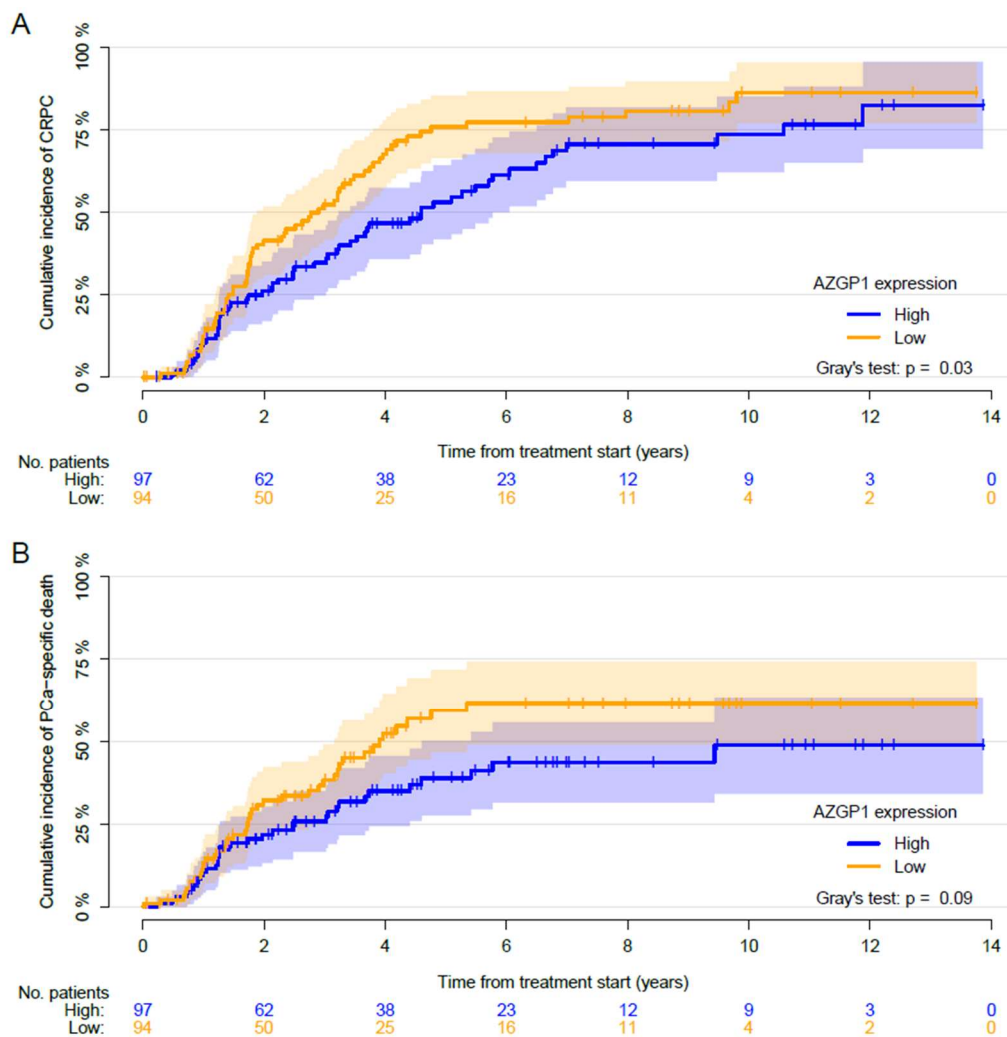 A
Cumulative incidence of CRPC
100 %
75 %
50 %
25 %
0 %
AZGP1 expression
High
Low
Gray's test: p = 0.03
0 2 4 6 8 10 12 14
Time from treatment start (years)
No. patients
High: 97 62 38 23 12 9 3 0
Low: 94 50 25 16 11 4 2 0
B
Cumulative incidence of PCa-specific death
100 %
75 %
50 %
25 %
0 %
AZGP1 expression
High
Low
Gray's test: p = 0.09
0 2 4 6 8 10 12 14
Time from treatment start (years)
No. patients
High: 97 62 38 23 12 9 3 0
Low: 94 50 25 16 11 4 2 0